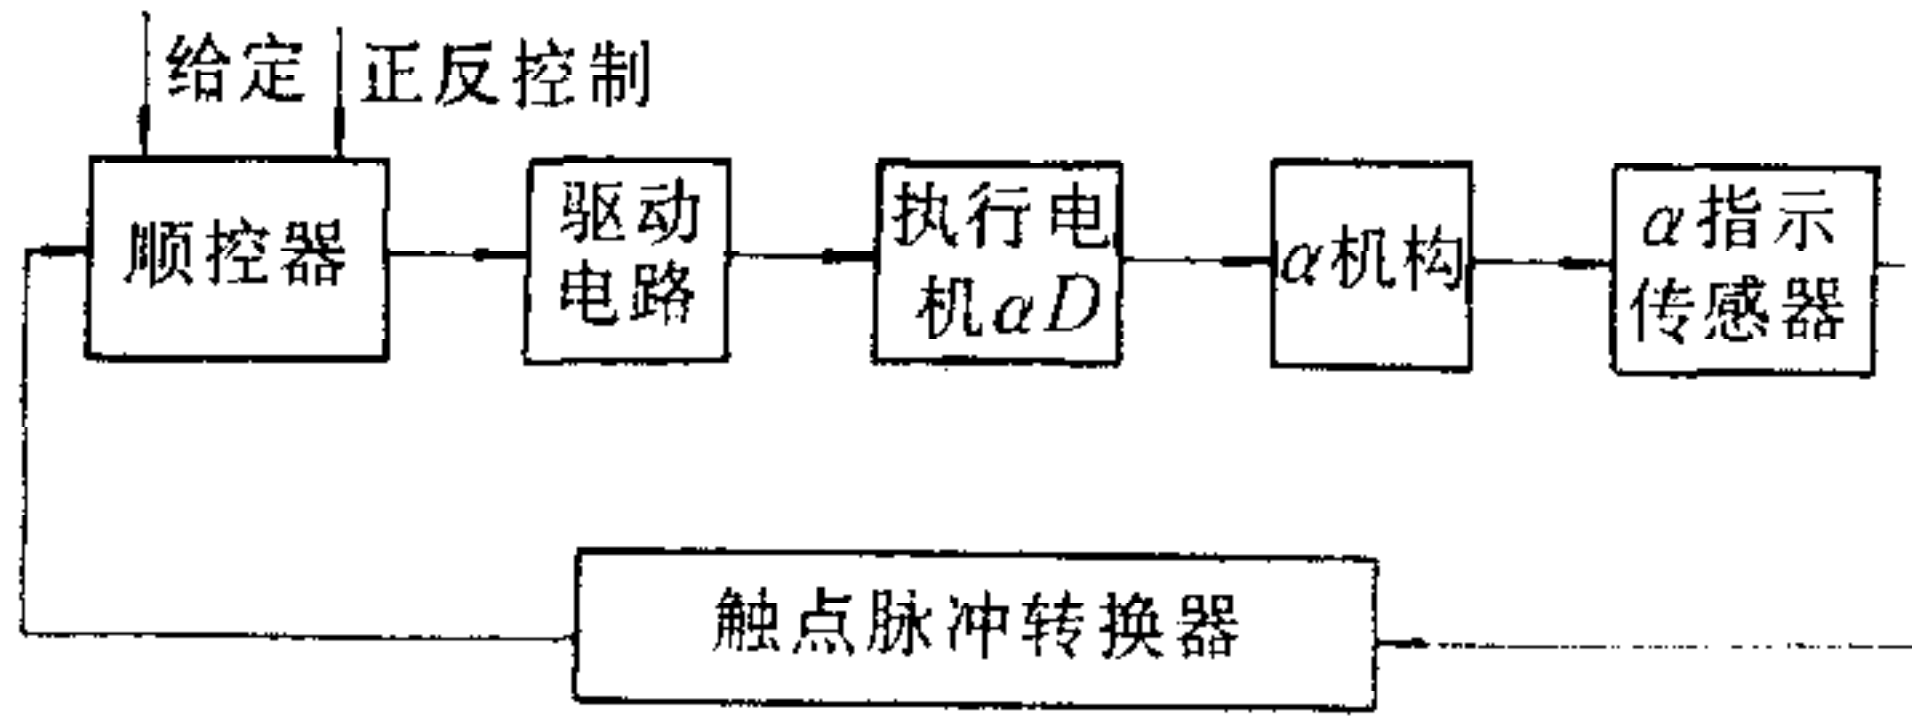 给定
正反控制
顺控器
驱动
电路
执行电
机αD
α机构
α指示
传感器
触点脉冲转换器